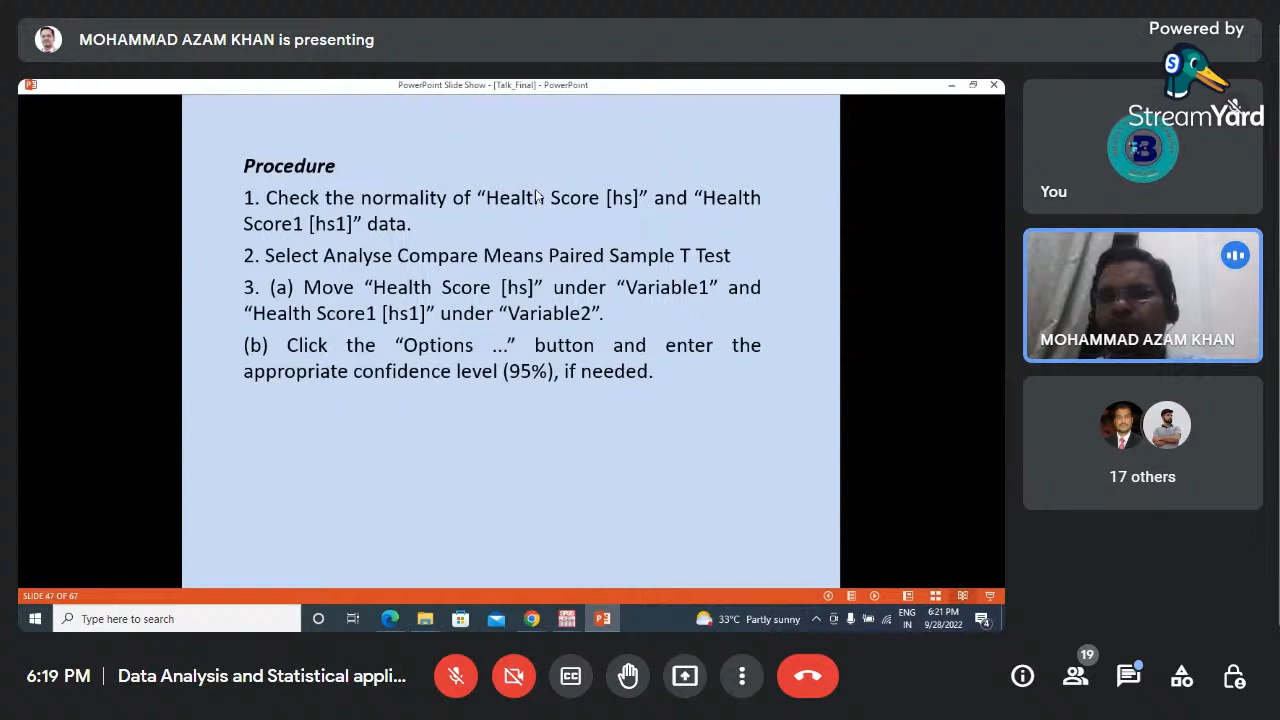 MOHAMMAD AZAM KHAN is presenting
Powered by
StreamYard
PowerPoint Slide Show - [Talk_Final] - PowerPoint
Procedure
1. Check the normality of “Health Score [hs]” and “Health
Score1 [hs1]” data.
2. Select Analyse Compare Means Paired Sample T Test
3. (a) Move “Health Score [hs]” under “Variable1” and
“Health Score1 [hs1]” under “Variable2”.
(b) Click the “Options ...” button and enter the
appropriate confidence level (95%), if needed.
You
MOHAMMAD AZAM KHAN
17 others
SLIDE 47 OF 67
Type here to search
33°C Partly sunny
ENG
IN
6:21 PM
9/28/2022
4
6:19 PM | Data Analysis and Statistical appli...
19